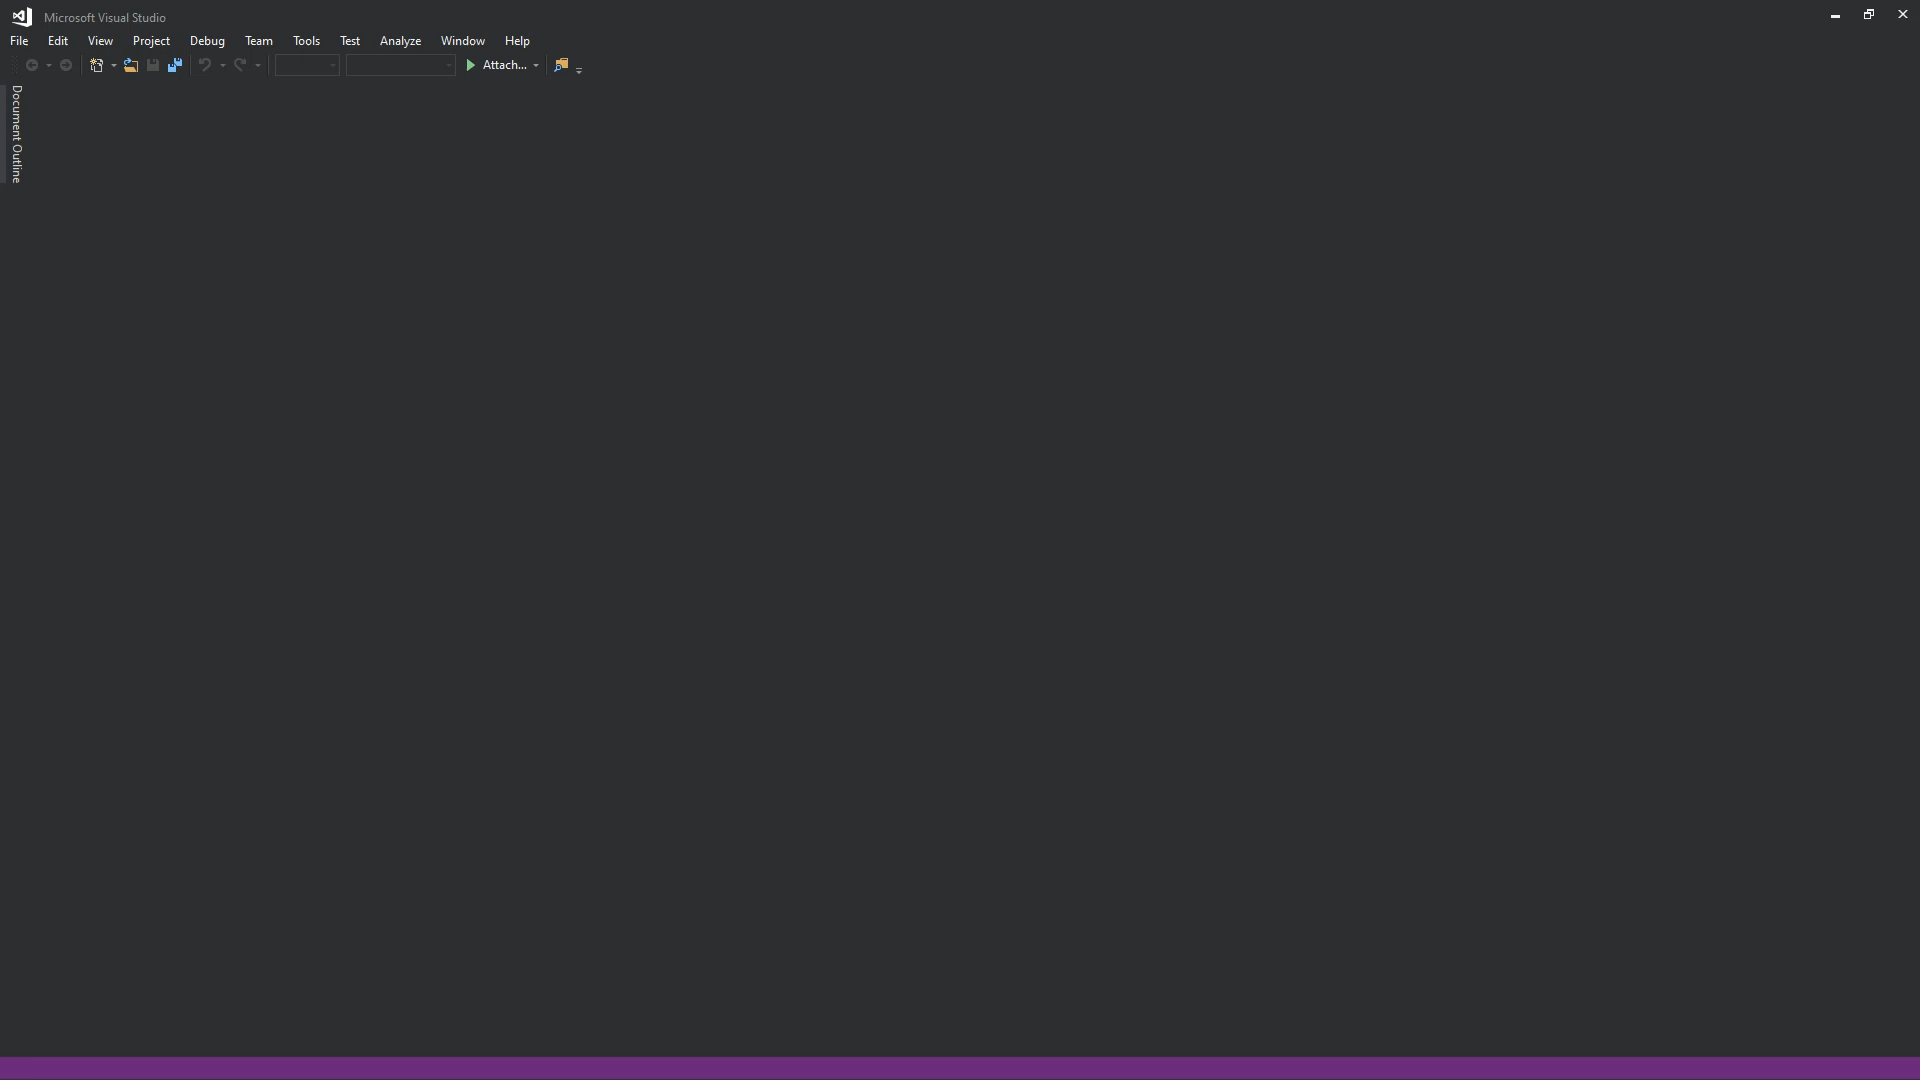 Microsoft Visual Studio
File Edit View Project Debug Team Tools Test Analyze Window Help
Attach...
Document Outline